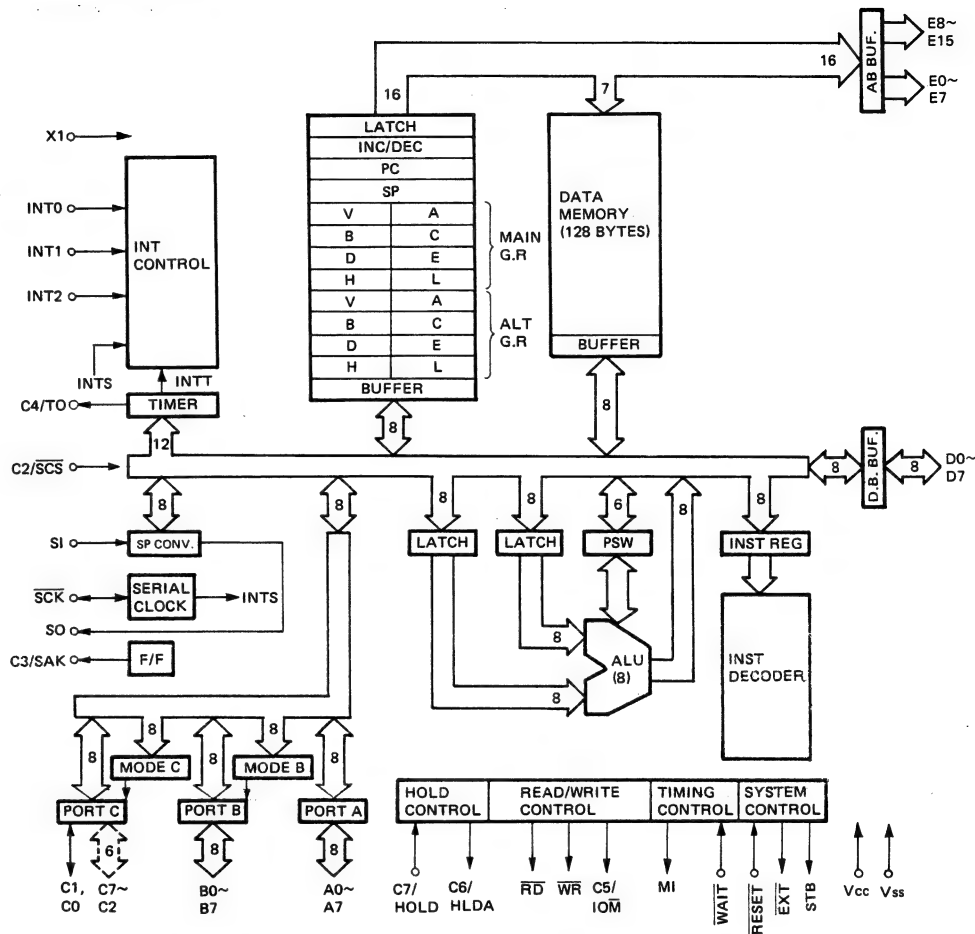 E8~
E15
16
AB BUF.
E0~
E7
16
7
X1
LATCH
INC/DEC
PC
SP
V A
B C
D E
H L
V A
B C
D E
H L
BUFFER
MAIN
G.R
ALT
G.R
DATA
MEMORY
(128 BYTES)
BUFFER
INT0
INT1
INT2
INT
CONTROL
INTS
INTT
C4/TO
TIMER
12
8
8
C2/SCS
8
D.B. BUF.
8
D0~
D7
8
8
8
8
6
8
8
SI
SP CONV.
LATCH
LATCH
PSW
INST REG
SCK
SERIAL
CLOCK
INTS
SO
C3/SAK
F/F
8
8
ALU
(8)
INST
DECODER
8
8
8
8
8
MODE C
MODE B
PORT C
PORT B
PORT A
6
8
8
C1,
C0
C7~
C2
B0~
B7
A0~
A7
HOLD
CONTROL
READ/WRITE
CONTROL
TIMING
CONTROL
SYSTEM
CONTROL
C7/
HOLD
C6/
HLDA
RD
WR
C5/
IOM
MI
WAIT
RESET
EXT
STB
Vcc
Vss